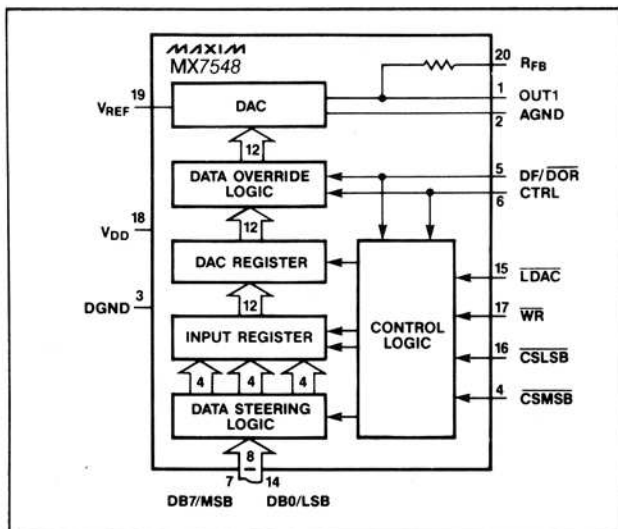 MAXIM
MX7548
20
RFB
1
OUT1
2
AGND
19
VREF
DAC
12
DATA OVERRIDE
LOGIC
5
DF/DOR
6
CTRL
18
VDD
12
DAC REGISTER
3
DGND
12
INPUT REGISTER
CONTROL
LOGIC
15
LDAC
17
WR
16
CSLSB
4
CSMSB
4 4 4
DATA STEERING
LOGIC
8
7 14
DB7/MSB DB0/LSB